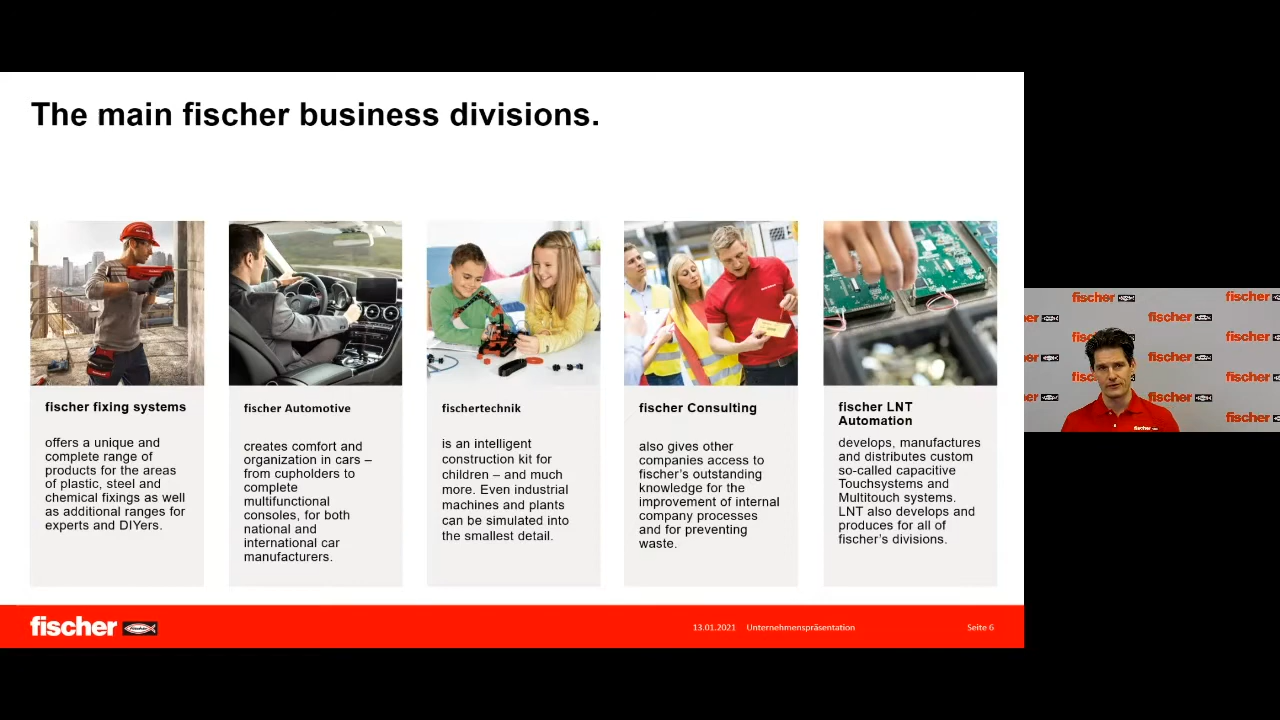 The main fischer business divisions.
fischer fixing systems
offers a unique and
complete range of
products for the areas
of plastic, steel and
chemical fixings as well
as additional ranges for
experts and DIYers.
fischer Automotive
creates comfort and
organization in cars –
from cupholders to
complete
multifunctional
consoles, for both
national and
international car
manufacturers.
fischertechnik
is an intelligent
construction kit for
children – and much
more. Even industrial
machines and plants
can be simulated into
the smallest detail.
fischer Consulting
also gives other
companies access to
fischer's outstanding
knowledge for the
improvement of internal
company processes
and for preventing
waste.
fischer LNT
Automation
develops, manufactures
and distributes custom
so-called capacitive
Touchsystems and
Multitouch systems.
LNT also develops and
produces for all of
fischer's divisions.
fischer
13.01.2021 Unternehmenspräsentation Seite 6
fischer fischer
fischer
fischer
fischer
fischer
fischer
fischer
fischer